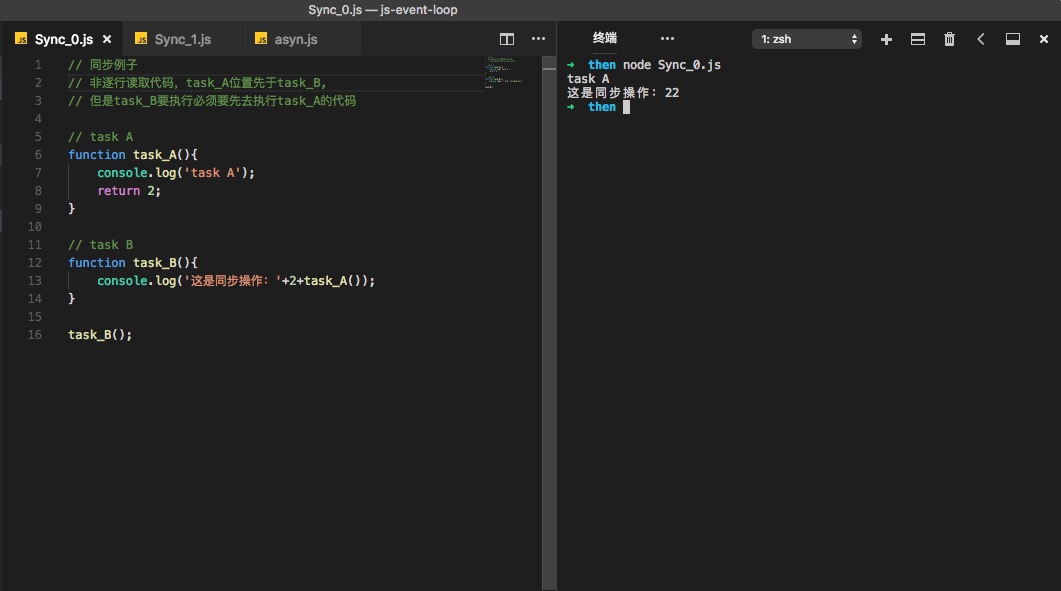 Sync_0.js — js-event-loop
JS Sync_0.js × JS Sync_1.js JS asyn.js
1 // 同步例子
2 // 非逐行读取代码，task_A位置先于task_B,
3 // 但是task_B要执行必须要先去执行task_A的代码
4
5 // task A
6 function task_A(){
7 console.log('task A');
8 return 2;
9 }
10
11 // task B
12 function task_B(){
13 console.log('这是同步操作：'+2+task_A());
14 }
15
16 task_B();
终端 ··· 1: zsh
→ then node Sync_0.js
task A
这是同步操作：22
→ then